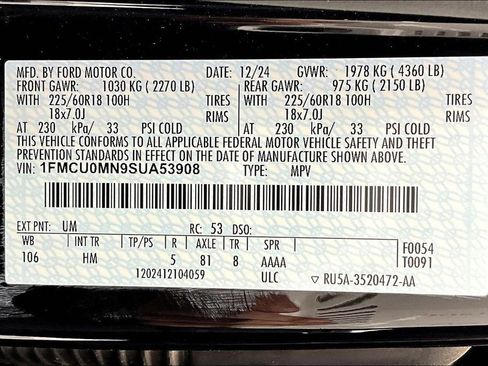 MFD. BY FORD MOTOR CO. DATE: 12/24 GVWR: 1978 KG ( 4360 LB)
FRONT GAWR: 1030 KG ( 2270 LB) REAR GAWR: 975 KG ( 2150 LB)
WITH 225/60R18 100H TIRES WITH 225/60R18 100H TIRES
18x7.0J RIMS 18x7.0J RIMS
AT 230 kPa/ 33 PSI COLD AT 230 kPa/ 33 PSI COLD
THIS VEHICLE CONFORMS TO ALL APPLICABLE FEDERAL MOTOR VEHICLE SAFETY AND THEFT PREVENTION
STANDARDS IN EFFECT ON THE DATE OF MANUFACTURE SHOWN ABOVE.
VIN: 1FMCU0MN9SUA53908 TYPE: MPV
EXT PNT: UM RC: 53 DSO:
WB INT TR TP/PS R AXLE TR SPR F0054
106 HM 5 81 8 AAAA T0091
1202412104059 ULC ▽ RU5A-3520472-AA